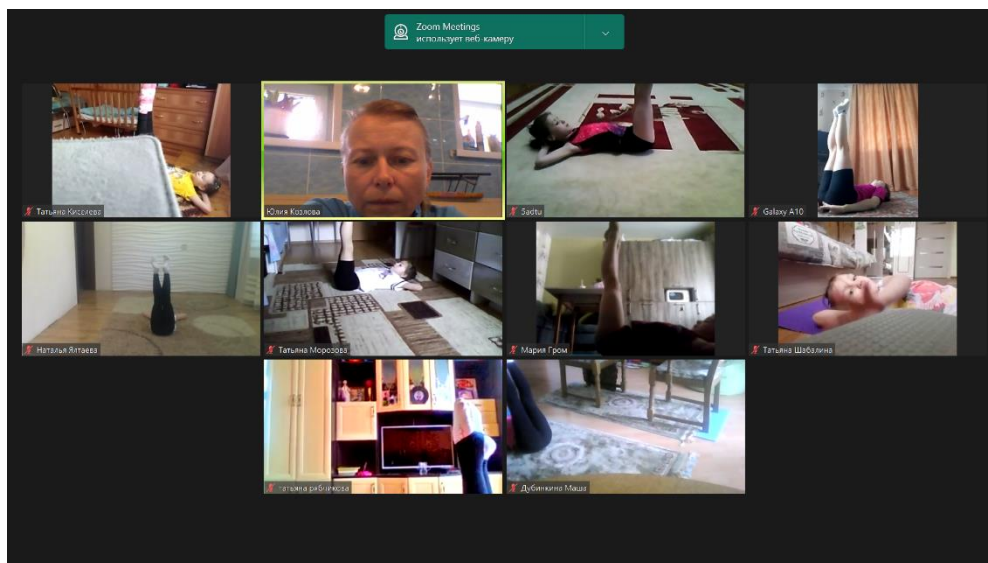 Zoom Meetings
использует веб-камеру
Татьяна Киселева
Юлия Козлова
Sadtu
Galaxy A10
Наталья Ялтаева
Татьяна Морозова
Мария Гром
Татьяна Шабалина
татьяна рябчикова
Дубинкина Маша